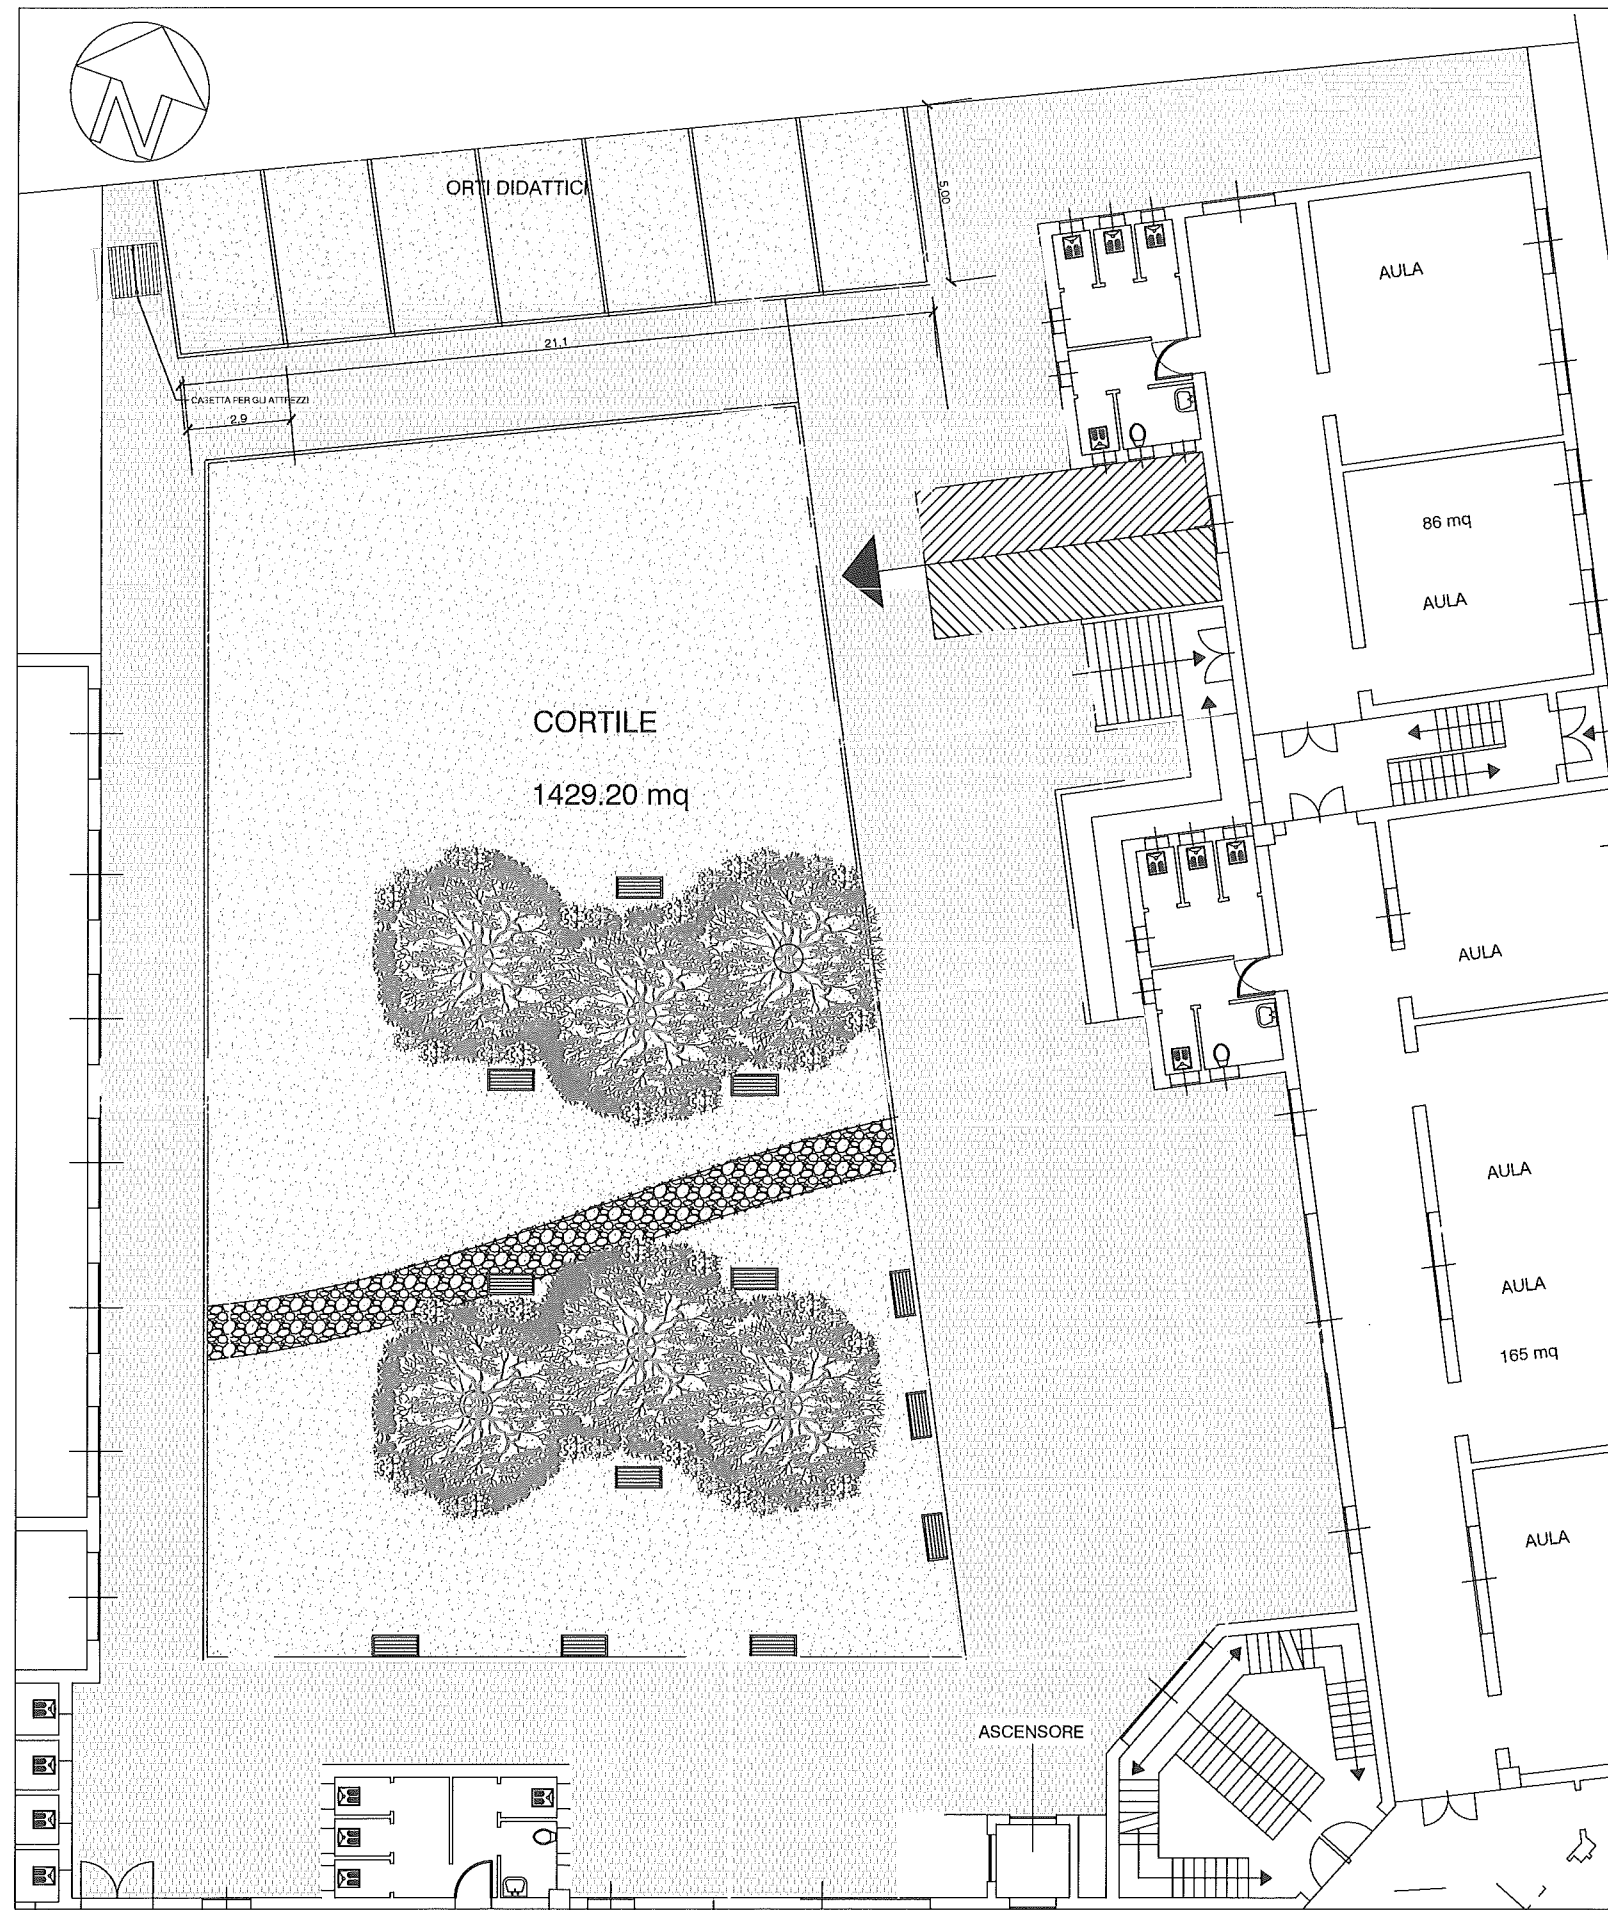 N
ORTI DIDATTICI
5,00
21,1
CASETTA PER GLI ATTREZZI
2,9
AULA
86 mq
AULA
CORTILE
1429.20 mq
AULA
AULA
AULA
165 mq
AULA
ASCENSORE